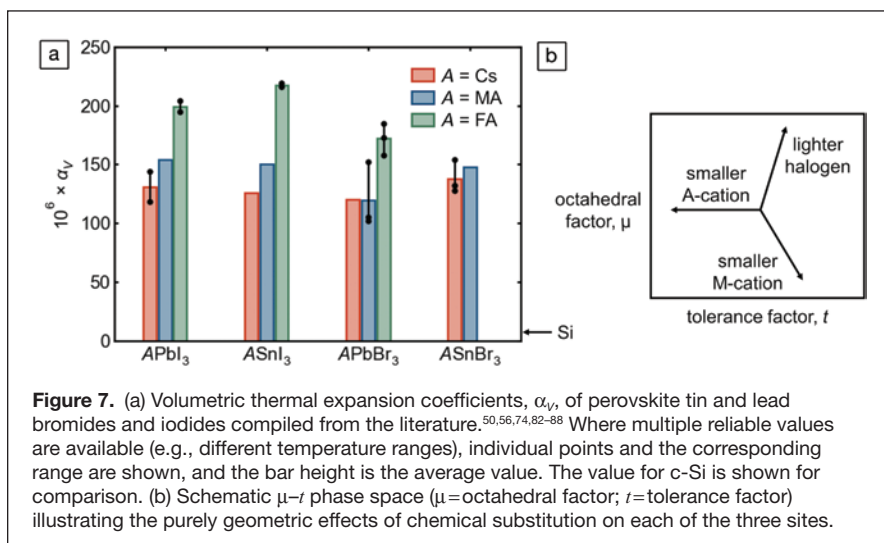 a
250
200
150
100
50
0
10⁶ × αV
A = Cs
A = MA
A = FA
APbI₃
ASnI₃
APbBr₃
ASnBr₃
Si
b
octahedral
factor, μ
smaller
A-cation
lighter
halogen
smaller
M-cation
tolerance factor, t
Figure 7. (a) Volumetric thermal expansion coefficients, αV, of perovskite tin and lead
bromides and iodides compiled from the literature.50,56,74,82–88 Where multiple reliable values
are available (e.g., different temperature ranges), individual points and the corresponding
range are shown, and the bar height is the average value. The value for c-Si is shown for
comparison. (b) Schematic μ–t phase space (μ=octahedral factor; t=tolerance factor)
illustrating the purely geometric effects of chemical substitution on each of the three sites.